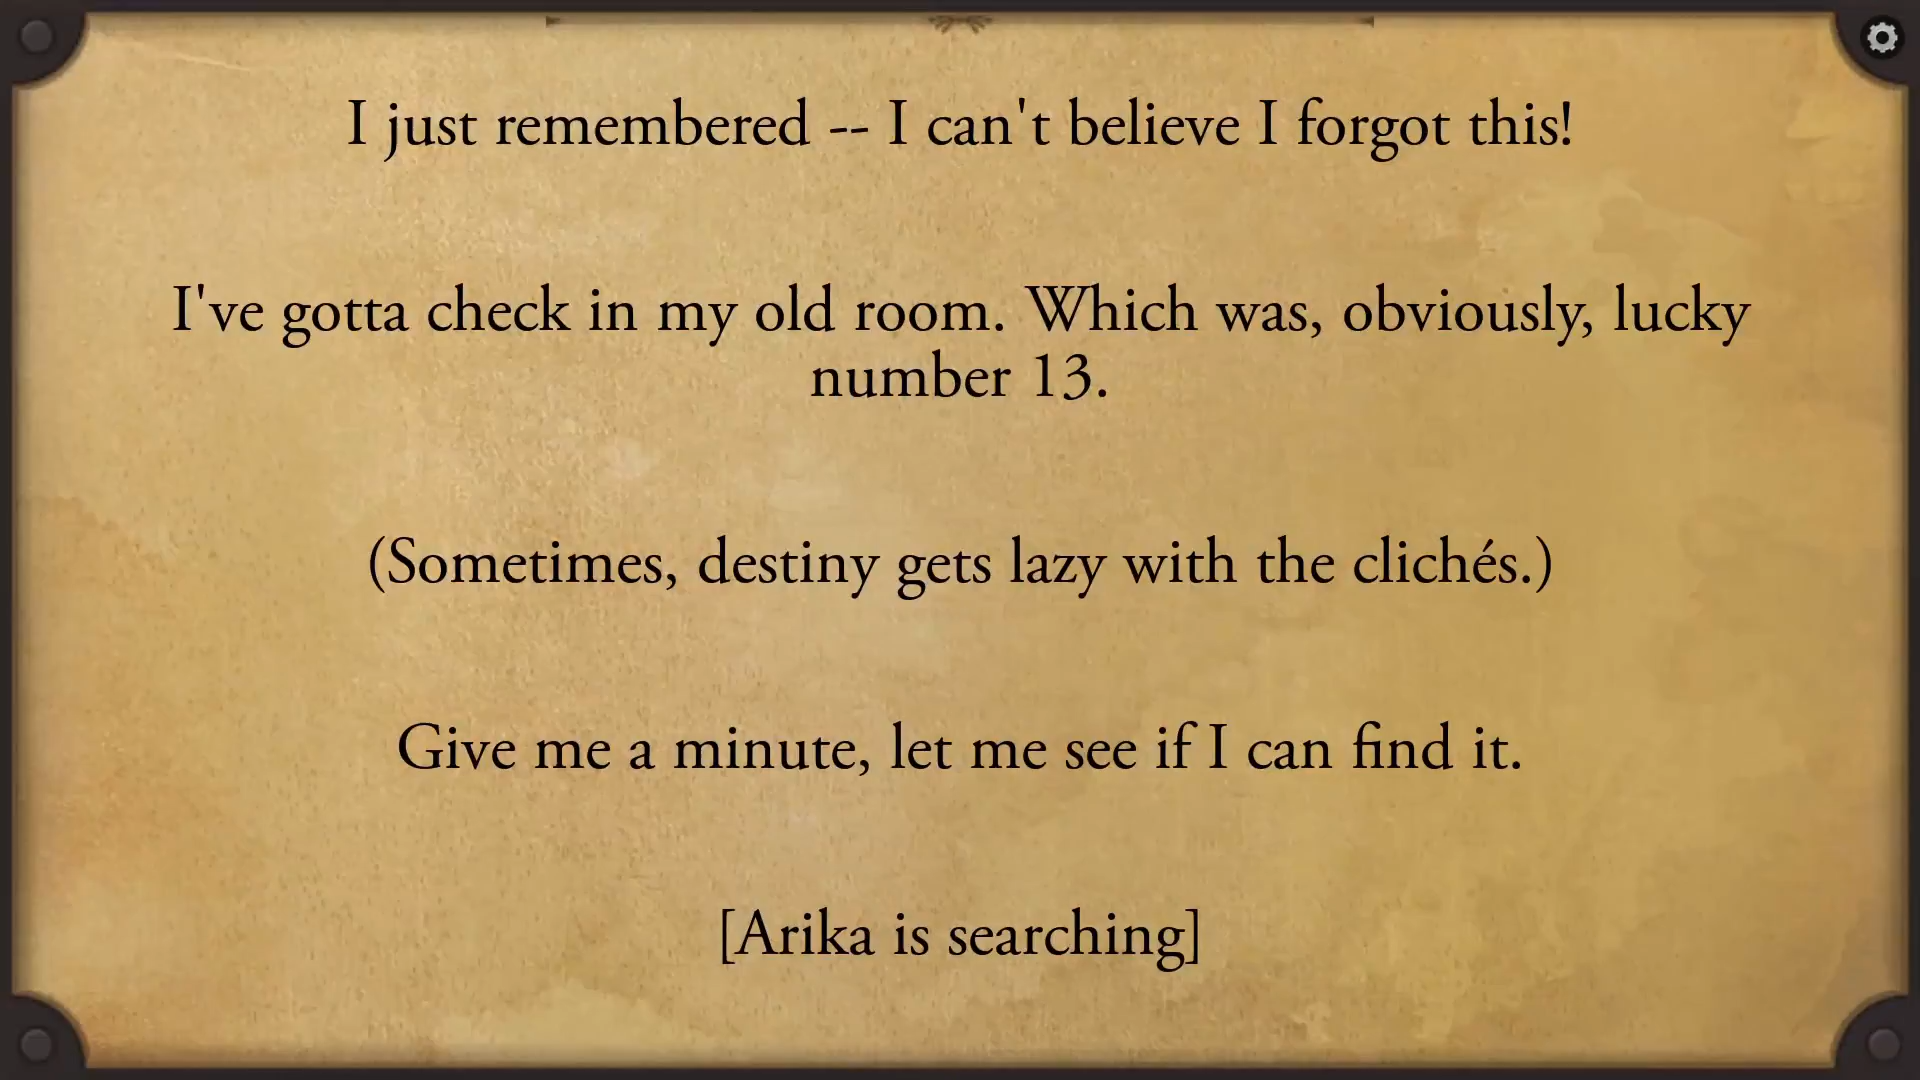 I just remembered -- I can't believe I forgot this!
I've gotta check in my old room. Which was, obviously, lucky
number 13.
(Sometimes, destiny gets lazy with the clichés.)
Give me a minute, let me see if I can find it.
[Arika is searching]